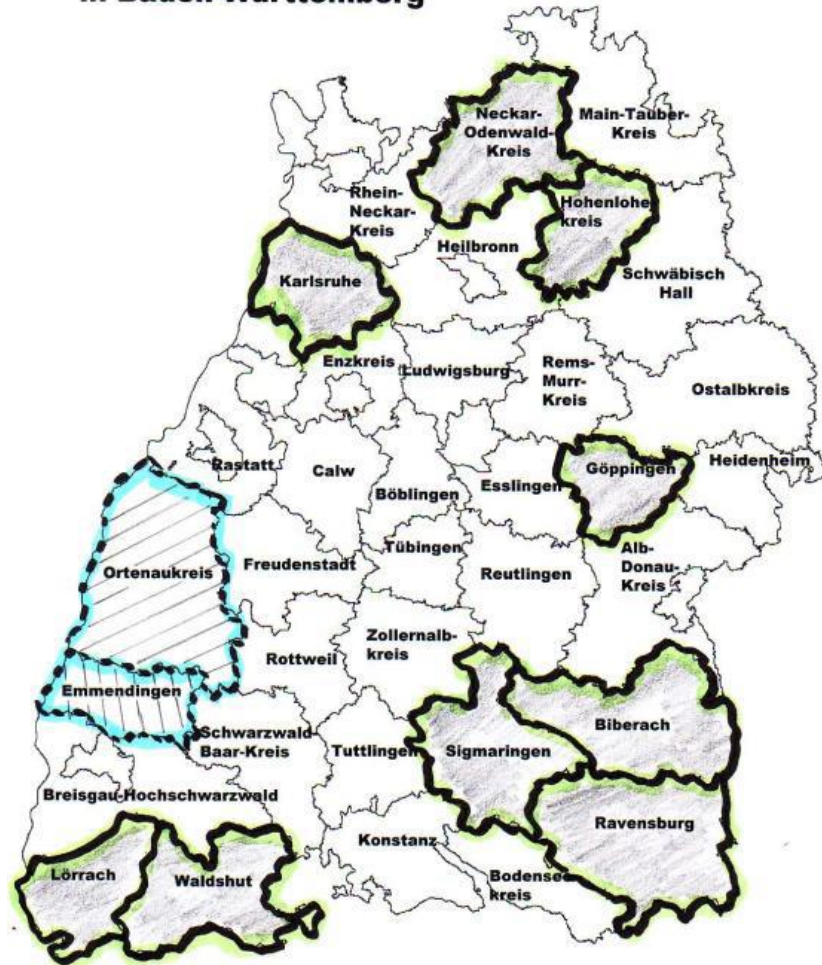 in Baden-Württemberg
Neckar-
Odenwald-
Kreis
Main-Tauber-
Kreis
Rhein-
Neckar-
Kreis
Hohenlohe
kreis
Heilbronn
Karlsruhe
Schwäbisch
Hall
Enzkreis
Ludwigsburg
Rems-
Murr-
Kreis
Ostalbkreis
Rastatt
Calw
Böblingen
Esslingen
Göppingen
Heidenheim
Ortenaukreis
Freudenstadt
Tübingen
Reutlingen
Alb-
Donau-
Kreis
Emmendingen
Rottweil
Zollernalb-
kreis
Schwarzwald
Baar-Kreis
Tuttlingen
Sigmaringen
Biberach
Breisgau-Hochschwarzwald
Konstanz
Ravensburg
Lörrach
Waldshut
Bodensee
kreis